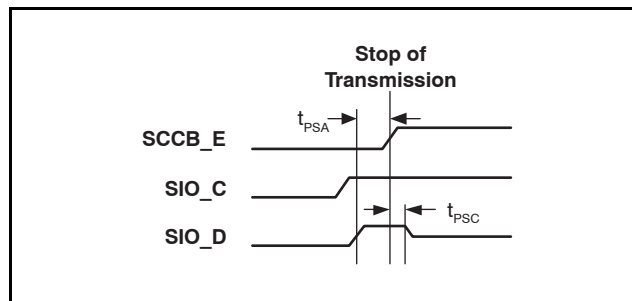 Stop of
Transmission
tPSA
SCCB_E
SIO_C
tPSC
SIO_D